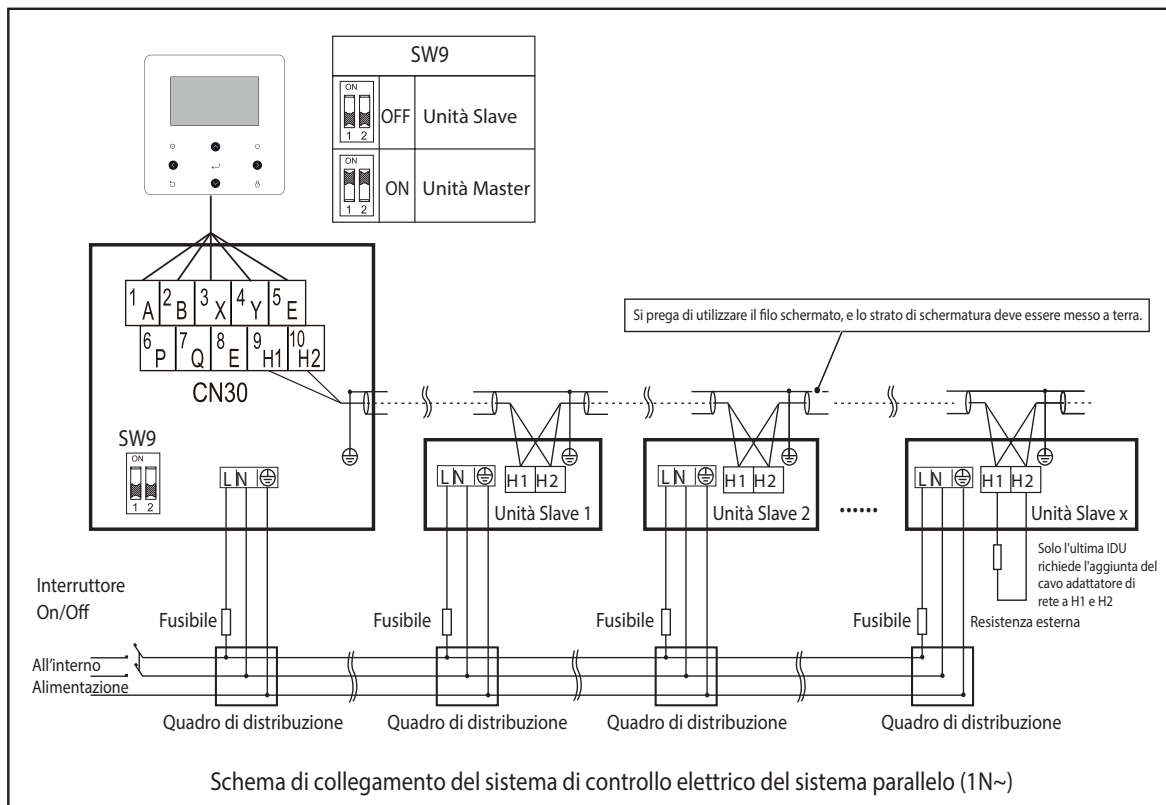 SW9
ON
1 2
OFF
Unità Slave
ON
1 2
ON
Unità Master
1 A 2 B 3 X 4 Y 5 E
6 P 7 Q 8 E 9 H1 10 H2
CN30
Si prega di utilizzare il filo schermato, e lo strato di schermatura deve essere messo a terra.
SW9
ON
1 2
L N
L N
H1 H2
Unità Slave 1
L N
H1 H2
Unità Slave 2
......
L N
H1 H2
Unità Slave x
Solo l'ultima IDU
richiede l'aggiunta del
cavo adattatore di
rete a H1 e H2
Resistenza esterna
Interruttore
On/Off
Fusibile
Fusibile
Fusibile
Fusibile
All'interno
Alimentazione
Quadro di distribuzione
Quadro di distribuzione
Quadro di distribuzione
Quadro di distribuzione
Schema di collegamento del sistema di controllo elettrico del sistema parallelo (1N~)